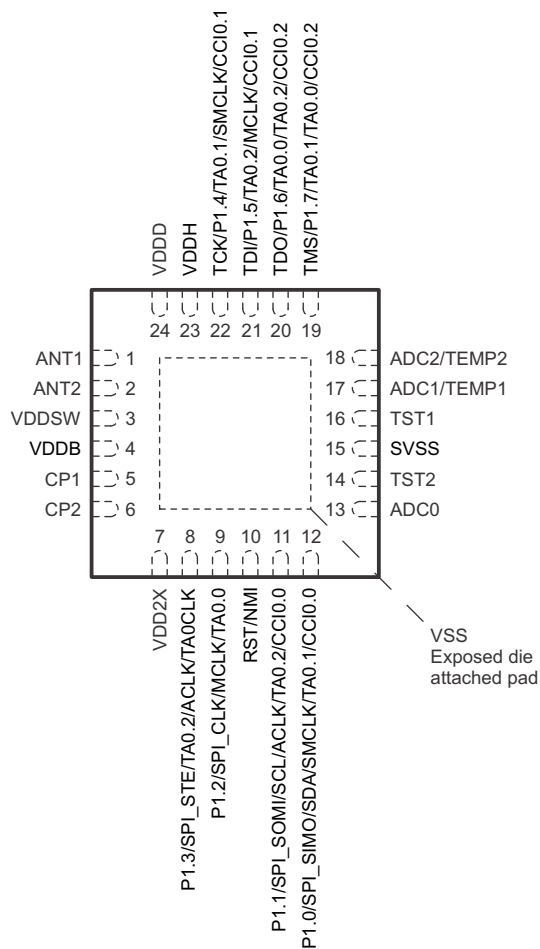 VDDD
VDDH
TCK/P1.4/TA0.1/SMCLK/CCI0.1
TDI/P1.5/TA0.2/MCLK/CCI0.1
TDO/P1.6/TA0.0/TA0.2/CCI0.2
TMS/P1.7/TA0.1/TA0.0/CCI0.2
24 23 22 21 20 19
ANT1 1
ANT2 2
VDDSW 3
VDDB 4
CP1 5
CP2 6
18 ADC2/TEMP2
17 ADC1/TEMP1
16 TST1
15 SVSS
14 TST2
13 ADC0
7 8 9 10 11 12
VDD2X
P1.3/SPI_STE/TA0.2/ACLK/TA0CLK
P1.2/SPI_CLK/MCLK/TA0.0
RST/NMI
P1.1/SPI_SOMI/SCL/ACLK/TA0.2/CCI0.0
P1.0/SPI_SIMO/SDA/SMCLK/TA0.1/CCI0.0
VSS
Exposed die
attached pad